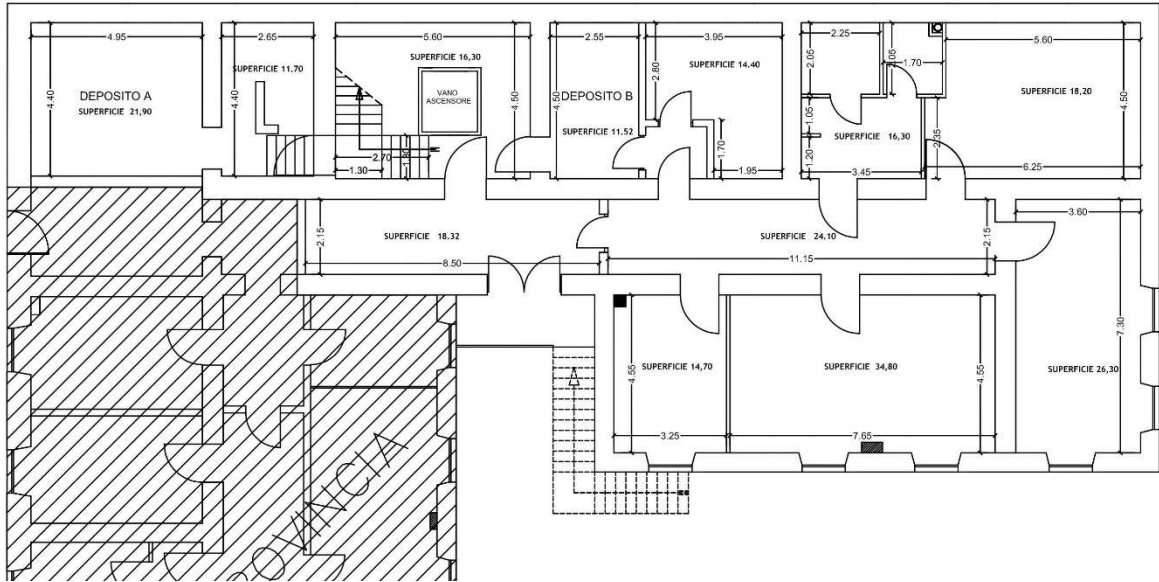 4.95
2.65
5.60
2.55
3.95
2.25
1.70
5.60
SUPERFICIE 11.70
SUPERFICIE 16,30
SUPERFICIE 14.40
SUPERFICIE 18,20
DEPOSITO A
SUPERFICIE 21,90
VANO
ASCENSORE
DEPOSITO B
SUPERFICIE 11,52
SUPERFICIE 16,30
4.40
4.40
4.50
4.50
2.80
2.05
1.05
1.20
2.35
4.50
2.70
1.30
1.70
1.95
3.45
6.25
2.15
SUPERFICIE 18.32
8.50
SUPERFICIE 24.10
11.15
2.15
3.60
7.30
4.55
SUPERFICIE 14,70
3.25
SUPERFICIE 34,80
7.65
4.55
SUPERFICIE 26,30
OVINCIA